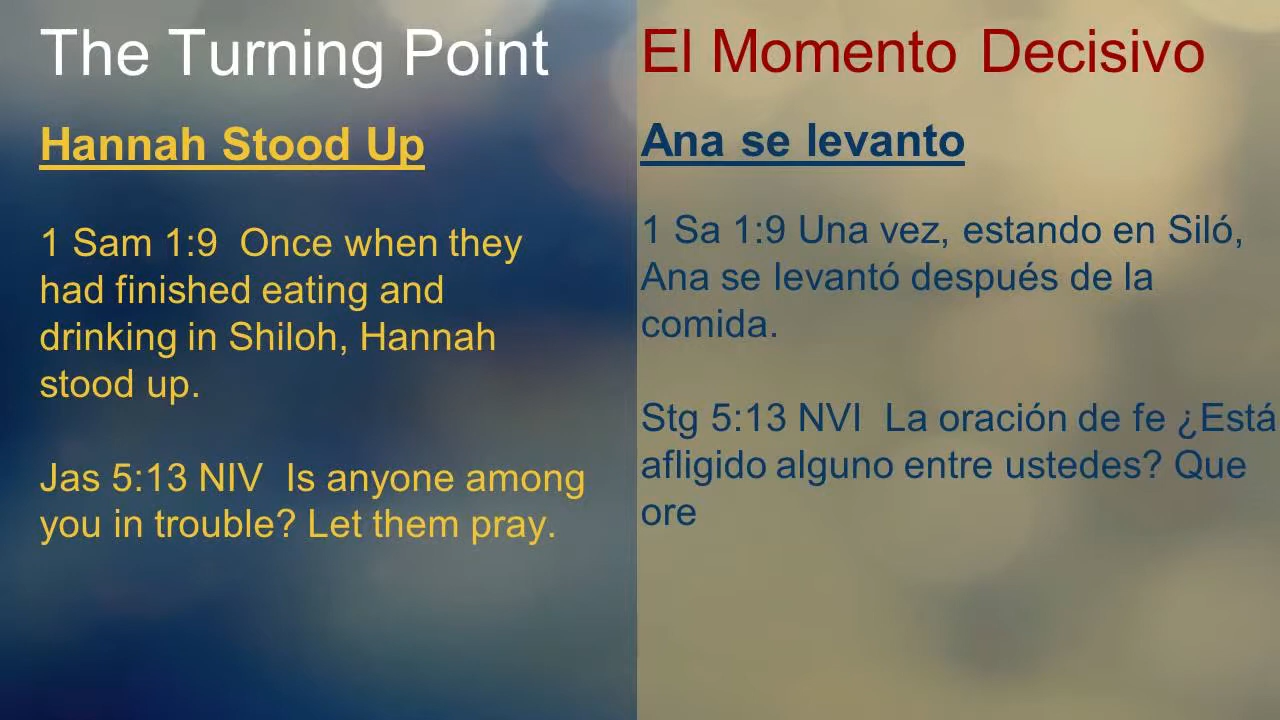 The Turning Point
Hannah Stood Up
1 Sam 1:9  Once when they
had finished eating and
drinking in Shiloh, Hannah
stood up.
Jas 5:13 NIV  Is anyone among
you in trouble? Let them pray.
El Momento Decisivo
Ana se levanto
1 Sa 1:9 Una vez, estando en Siló,
Ana se levantó después de la
comida.
Stg 5:13 NVI  La oración de fe ¿Está
afligido alguno entre ustedes? Que
ore